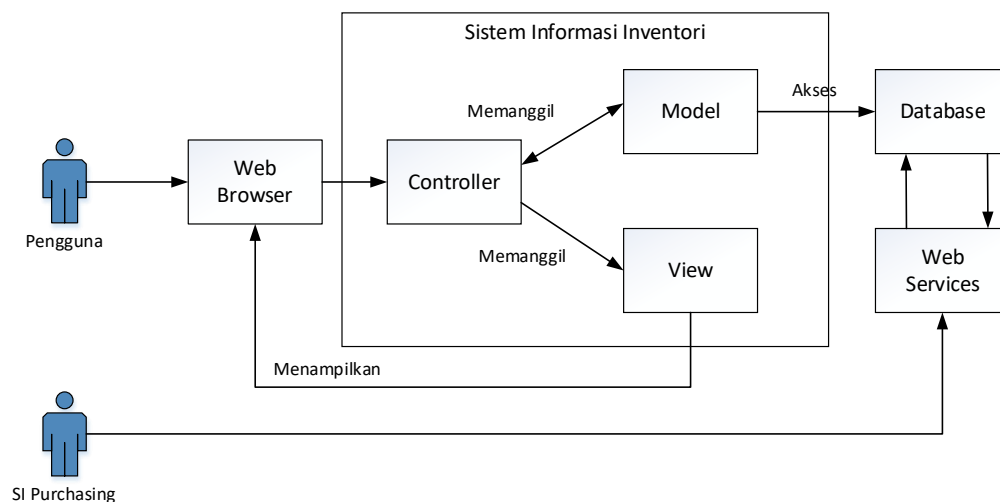 Sistem Informasi Inventori
Akses
Memanggil
Model
Database
Web
Browser
Controller
Pengguna
Memanggil
View
Web
Services
Menampilkan
SI Purchasing